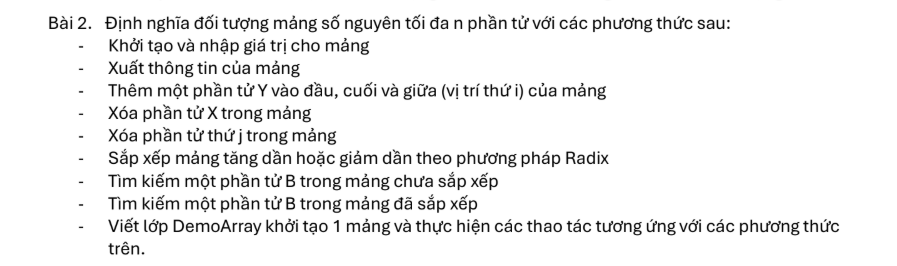 Bài 2. Định nghĩa đối tượng mảng số nguyên tối đa n phần tử với các phương thức sau:
- Khởi tạo và nhập giá trị cho mảng
- Xuất thông tin của mảng
- Thêm một phần tử Y vào đầu, cuối và giữa (vị trí thứ i) của mảng
- Xóa phần tử X trong mảng
- Xóa phần tử thứ j trong mảng
- Sắp xếp mảng tăng dần hoặc giảm dần theo phương pháp Radix
- Tìm kiếm một phần tử B trong mảng chưa sắp xếp
- Tìm kiếm một phần tử B trong mảng đã sắp xếp
- Viết lớp DemoArray khởi tạo 1 mảng và thực hiện các thao tác tương ứng với các phương thức
trên.